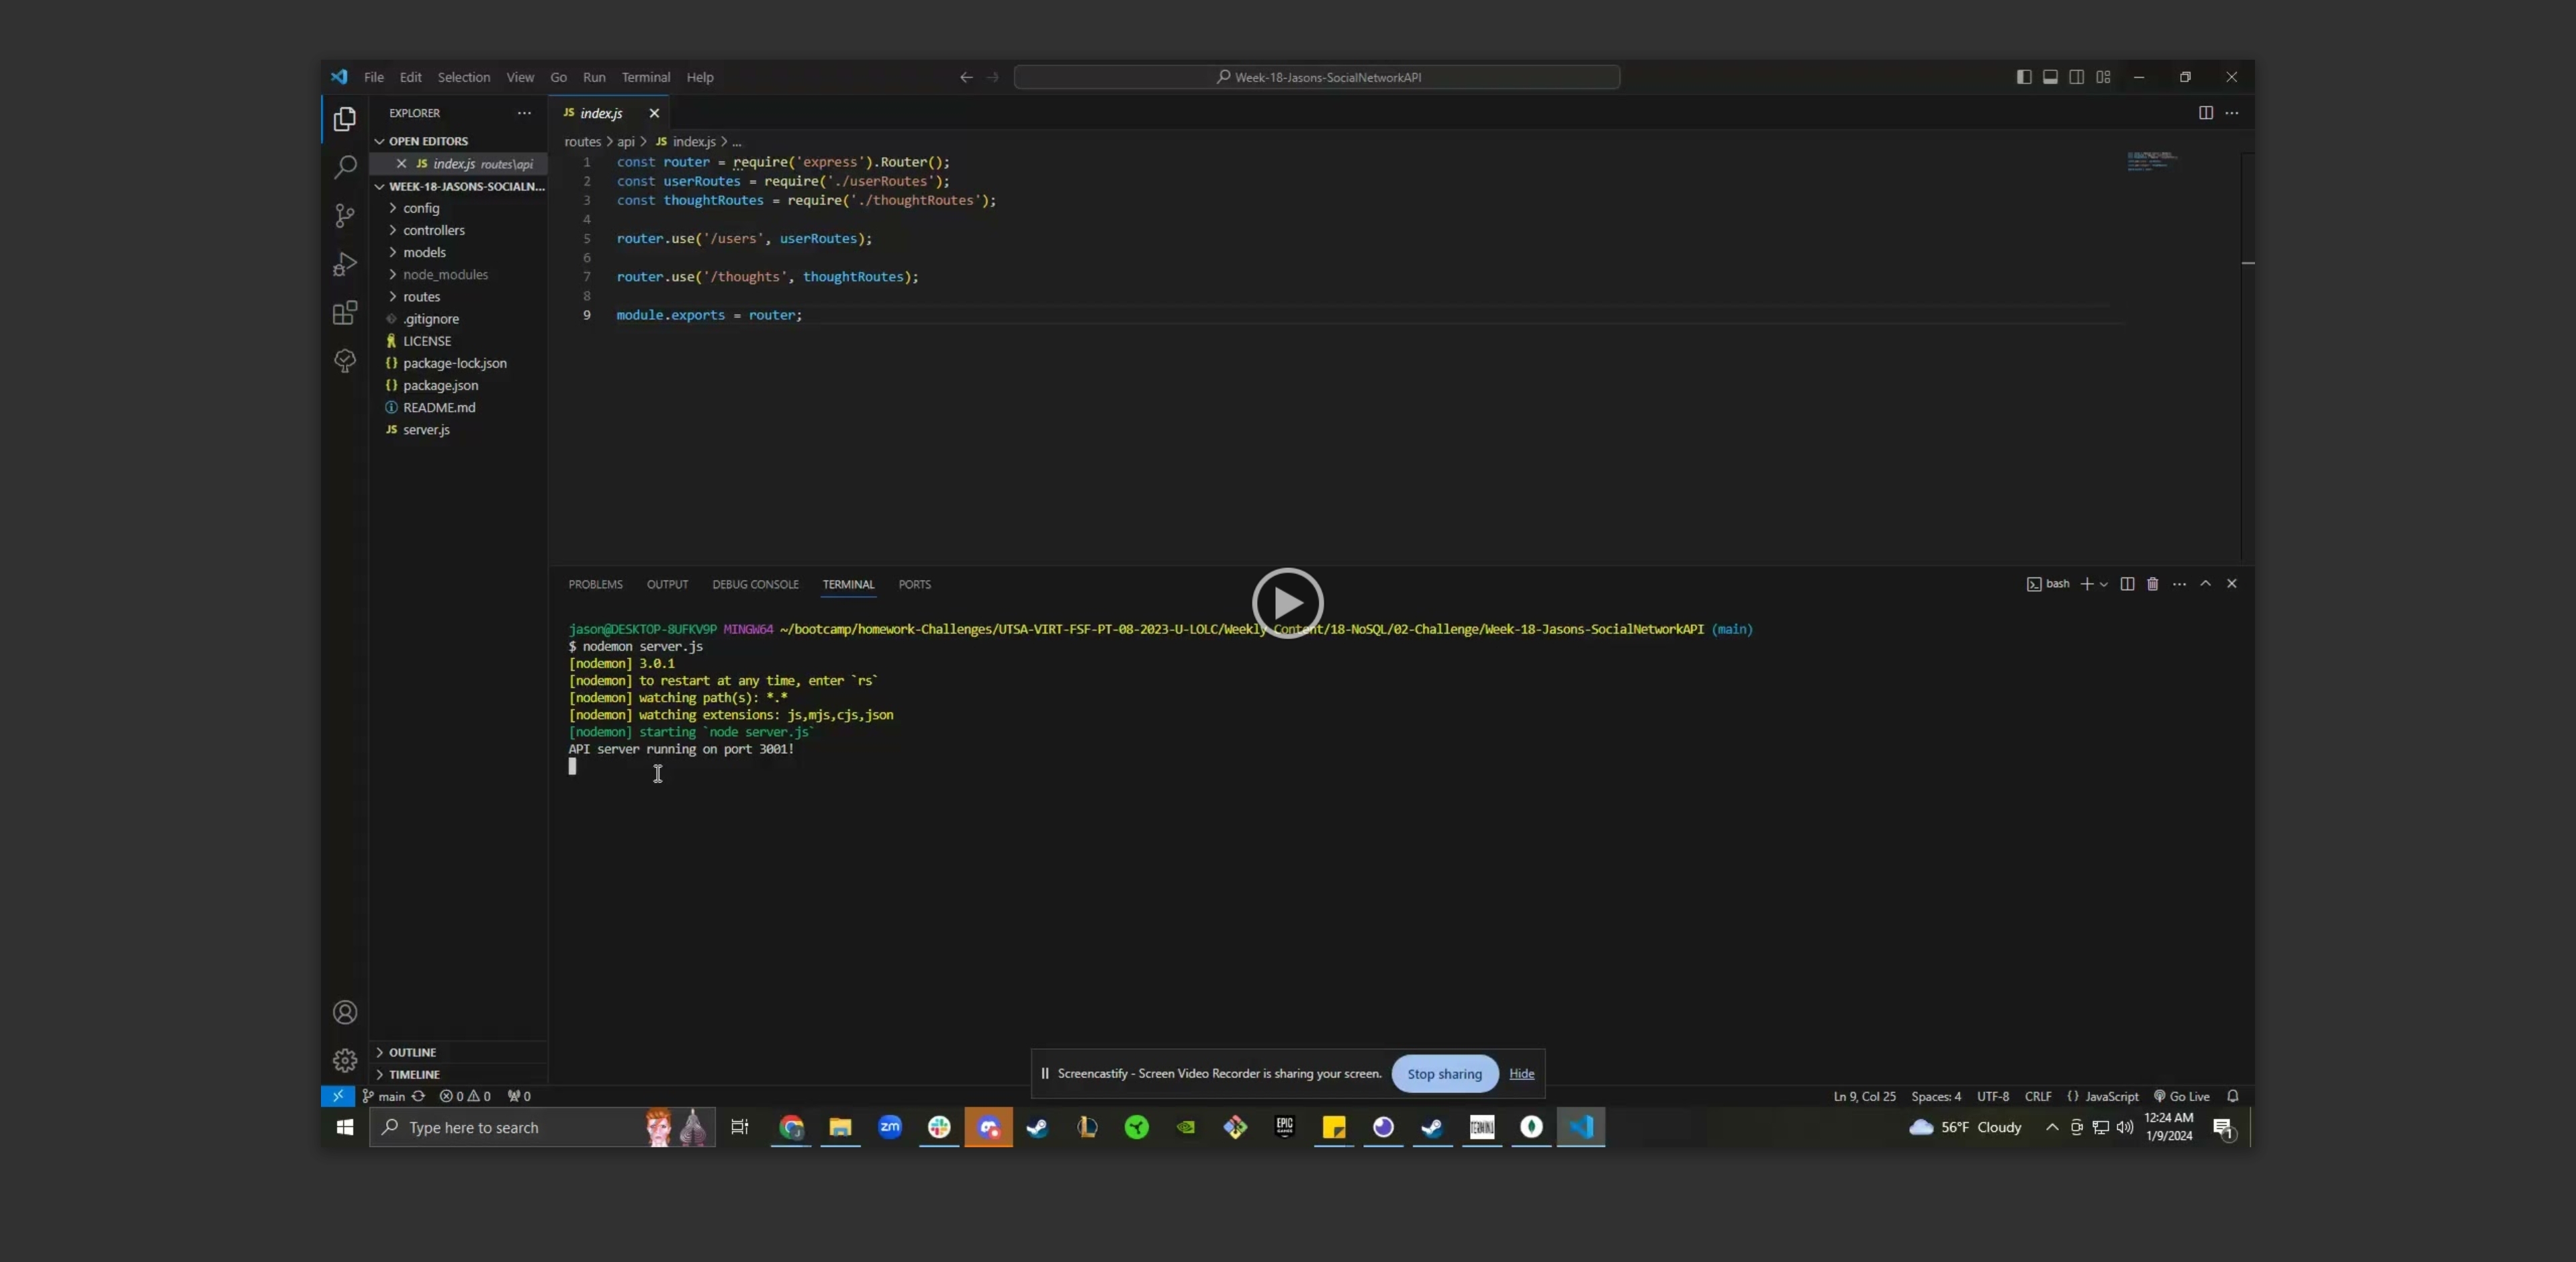 File Edit Selection View Go Run Terminal Help
Week-18-Jasons-SocialNetworkAPI
EXPLORER
OPEN EDITORS
JS index.js routes\api
WEEK-18-JASONS-SOCIALN...
config
controllers
models
node_modules
routes
.gitignore
LICENSE
{} package-lock.json
{} package.json
README.md
JS server.js
OUTLINE
TIMELINE
JS index.js
routes > api > JS index.js > ...
1 const router = require('express').Router();
2 const userRoutes = require('./userRoutes');
3 const thoughtRoutes = require('./thoughtRoutes');
4
5 router.use('/users', userRoutes);
6
7 router.use('/thoughts', thoughtRoutes);
8
9 module.exports = router;
PROBLEMS OUTPUT DEBUG CONSOLE TERMINAL PORTS
bash
jason@DESKTOP-8UFKV9P MINGW64 ~/bootcamp/homework-Challenges/UTSA-VIRT-FSF-PT-08-2023-U-LOLC/Weekly_Content/18-NoSQL/02-Challenge/Week-18-Jasons-SocialNetworkAPI (main)
$ nodemon server.js
[nodemon] 3.0.1
[nodemon] to restart at any time, enter `rs`
[nodemon] watching path(s): *.*
[nodemon] watching extensions: js,mjs,cjs,json
[nodemon] starting `node server.js`
API server running on port 3001!
Screencastify - Screen Video Recorder is sharing your screen. Stop sharing Hide
main 0 0 0
Ln 9, Col 25 Spaces: 4 UTF-8 CRLF {} JavaScript Go Live
Type here to search
zm
EPIC GAMES
56°F Cloudy
12:24 AM
1/9/2024
1